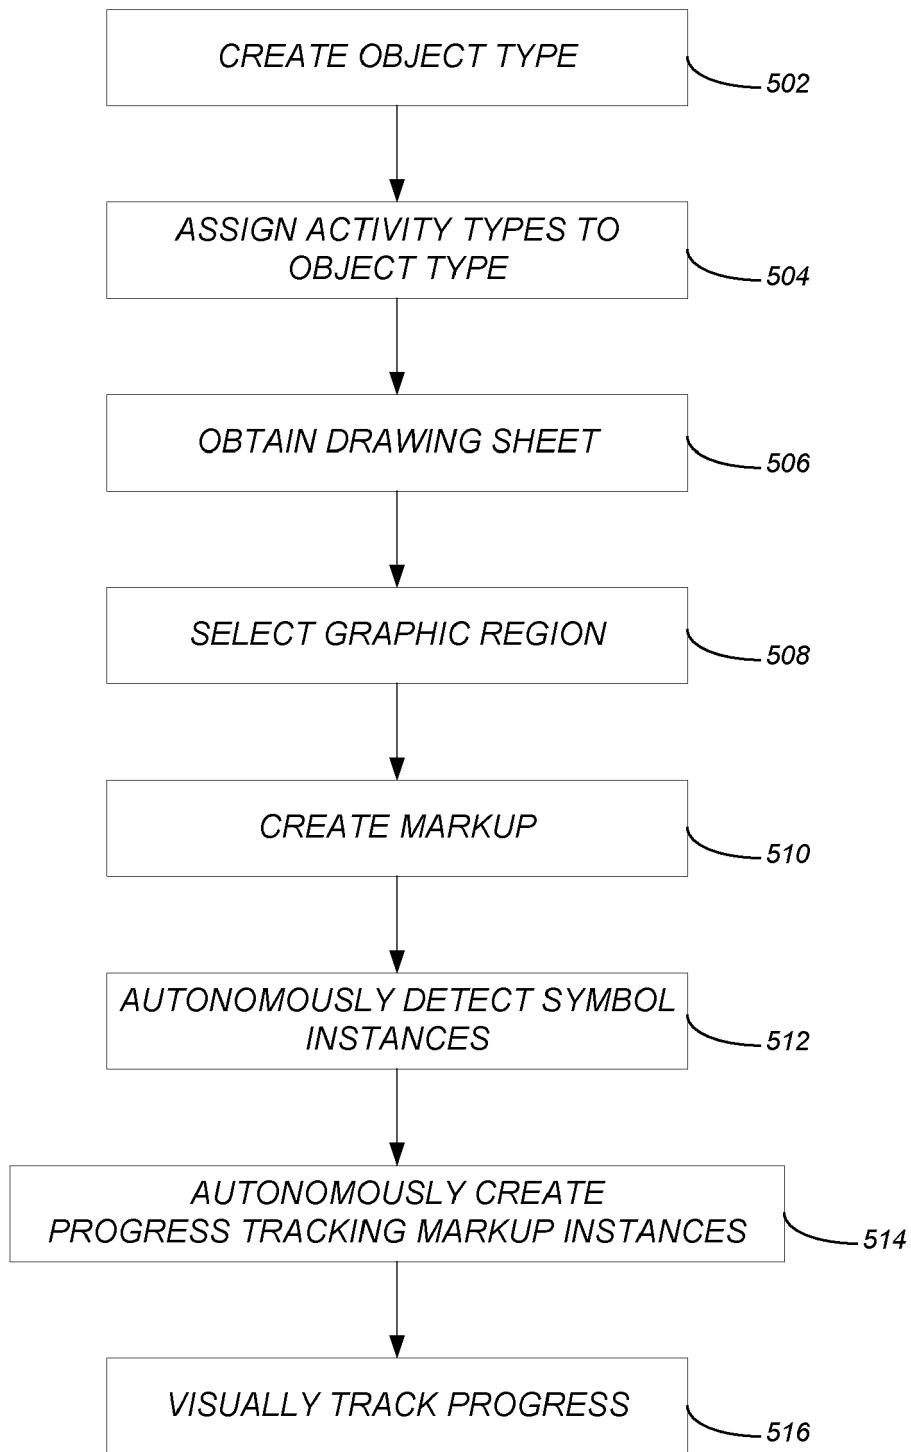 CREATE OBJECT TYPE
502
ASSIGN ACTIVITY TYPES TO
OBJECT TYPE
504
OBTAIN DRAWING SHEET
506
SELECT GRAPHIC REGION
508
CREATE MARKUP
510
AUTONOMOUSLY DETECT SYMBOL
INSTANCES
512
AUTONOMOUSLY CREATE
PROGRESS TRACKING MARKUP INSTANCES
514
VISUALLY TRACK PROGRESS
516